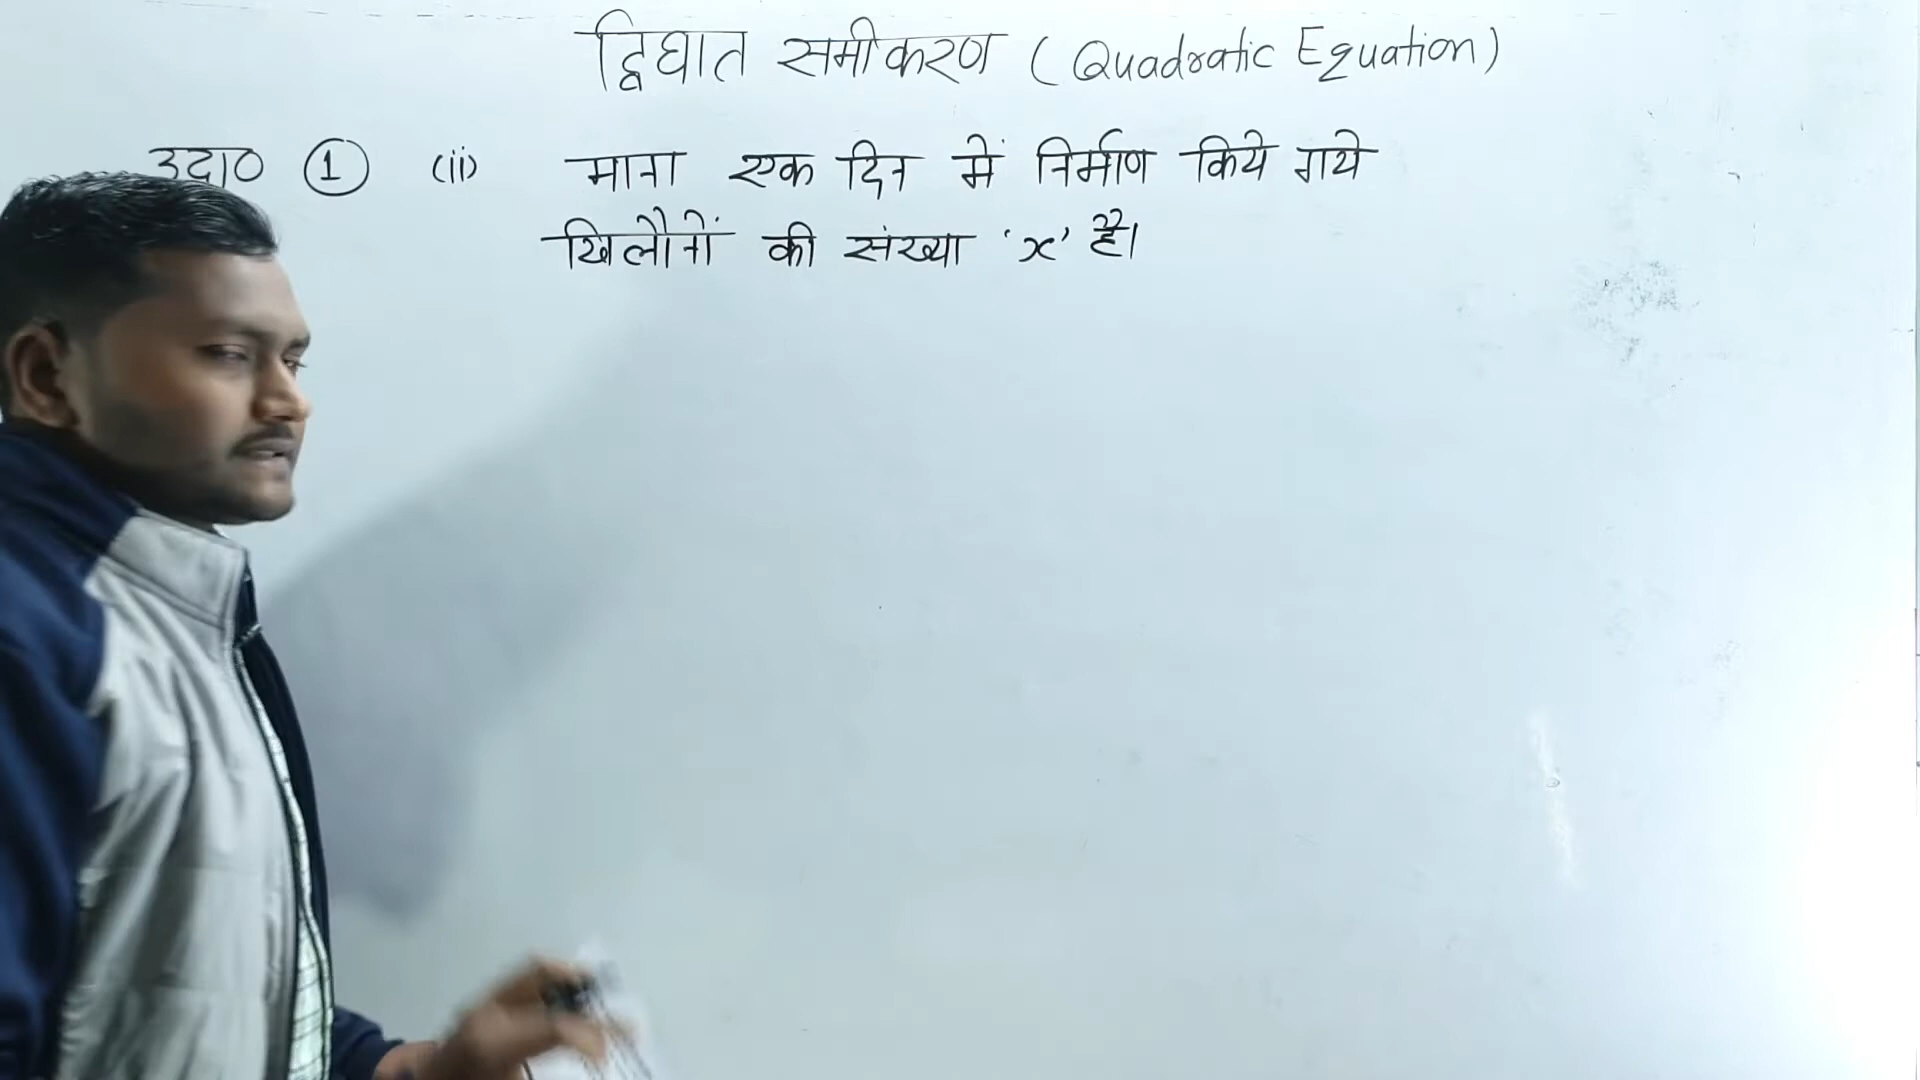 द्विघात समीकरण ( Quadratic Equation)
उदा० ① (ii) माना एक दिन में निर्माण किये गये
खिलौनों की संख्या 'x' है।